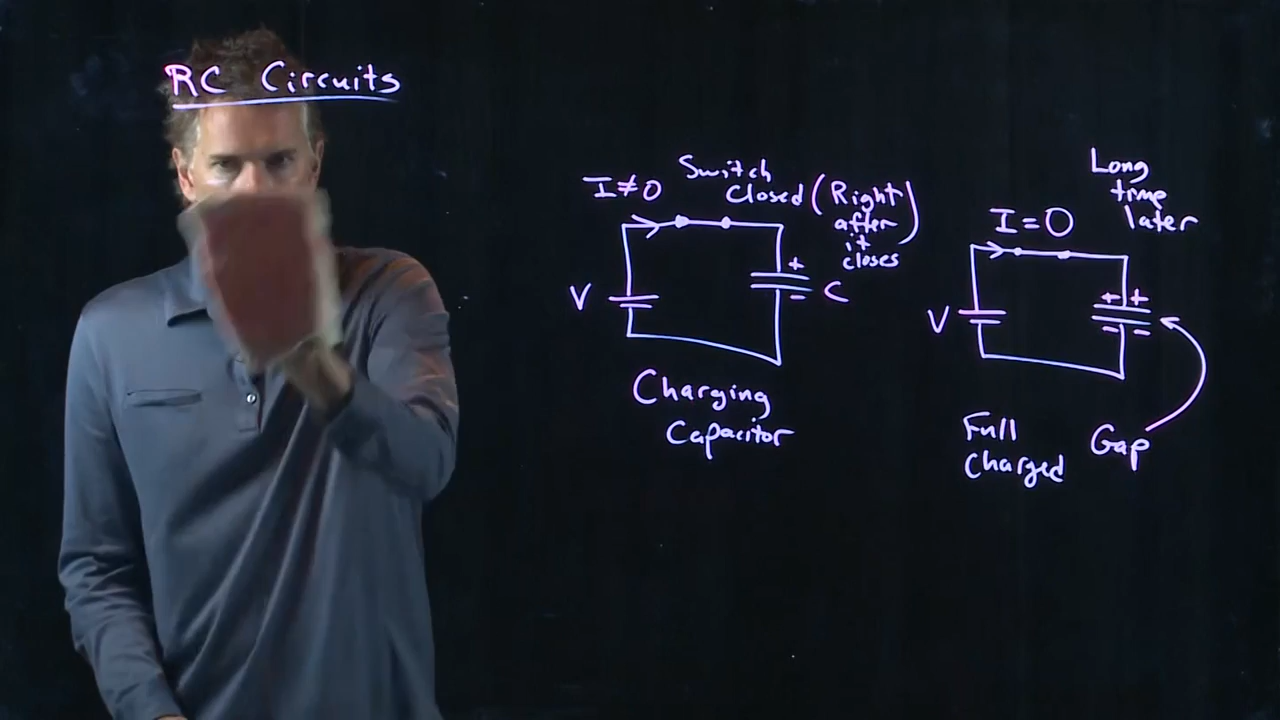 RC Circuits
I≠0
Switch
Closed (Right
after
it
closes)
V
+
-
C
Charging
Capacitor
Long
time
later
I=0
V
+ +
- -
Full
Charged
Gap